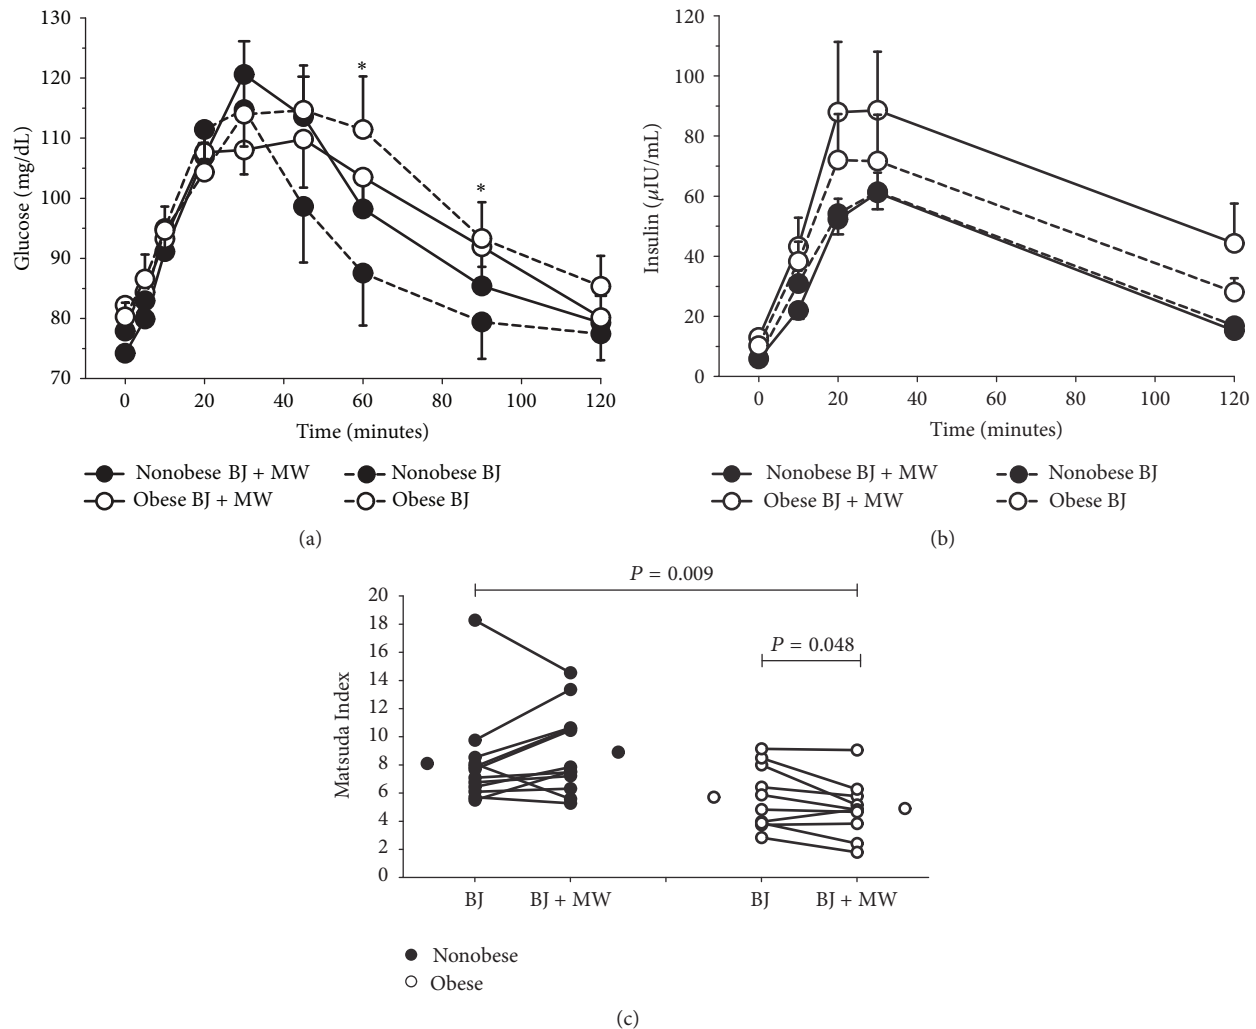 130
120
110
100
90
80
70
Glucose (mg/dL)
*
*
0 20 40 60 80 100 120
Time (minutes)
Nonobese BJ + MW Nonobese BJ
Obese BJ + MW Obese BJ
(a)
120
100
80
60
40
20
0
Insulin (μIU/mL)
0 20 40 60 80 100 120
Time (minutes)
Nonobese BJ + MW Nonobese BJ
Obese BJ + MW Obese BJ
(b)
P = 0.009
P = 0.048
20
18
16
14
12
10
8
6
4
2
0
Matsuda Index
BJ BJ + MW BJ BJ + MW
Nonobese
Obese
(c)